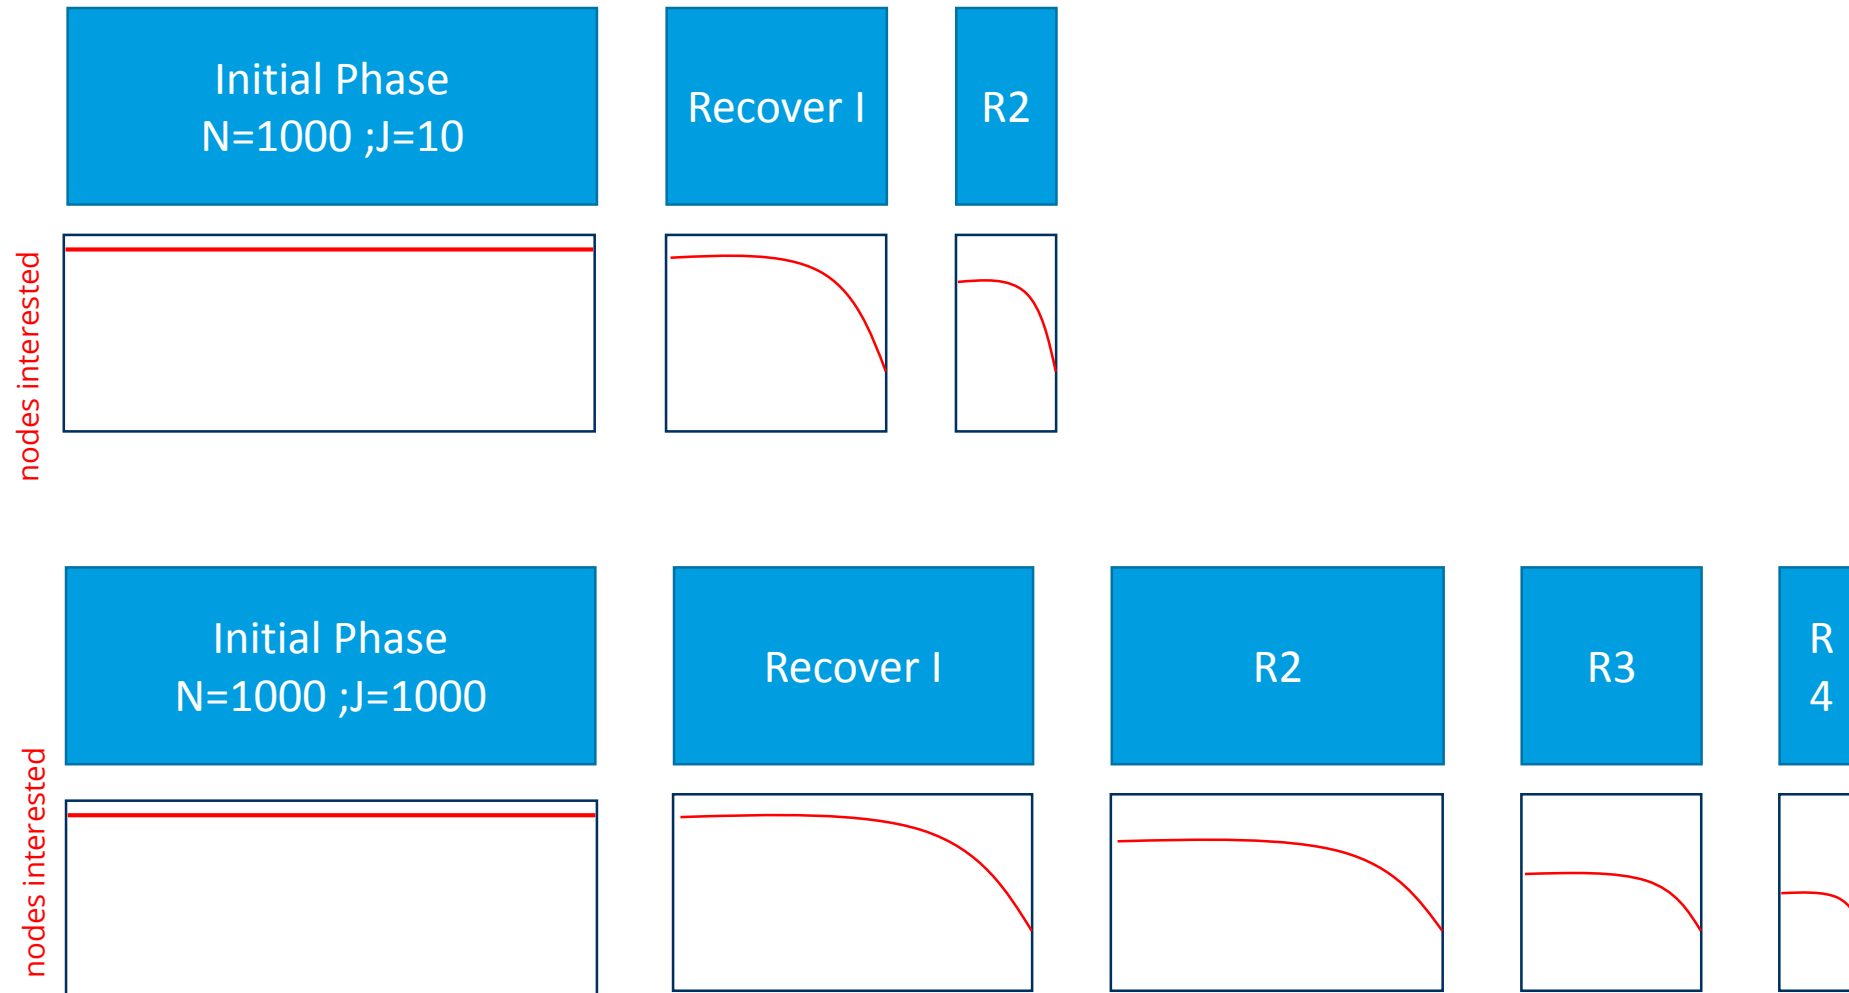 Initial Phase
N=1000 ;J=10
Recover I
R2
nodes interested
Initial Phase
N=1000 ;J=1000
Recover I
R2
R3
R
4
nodes interested